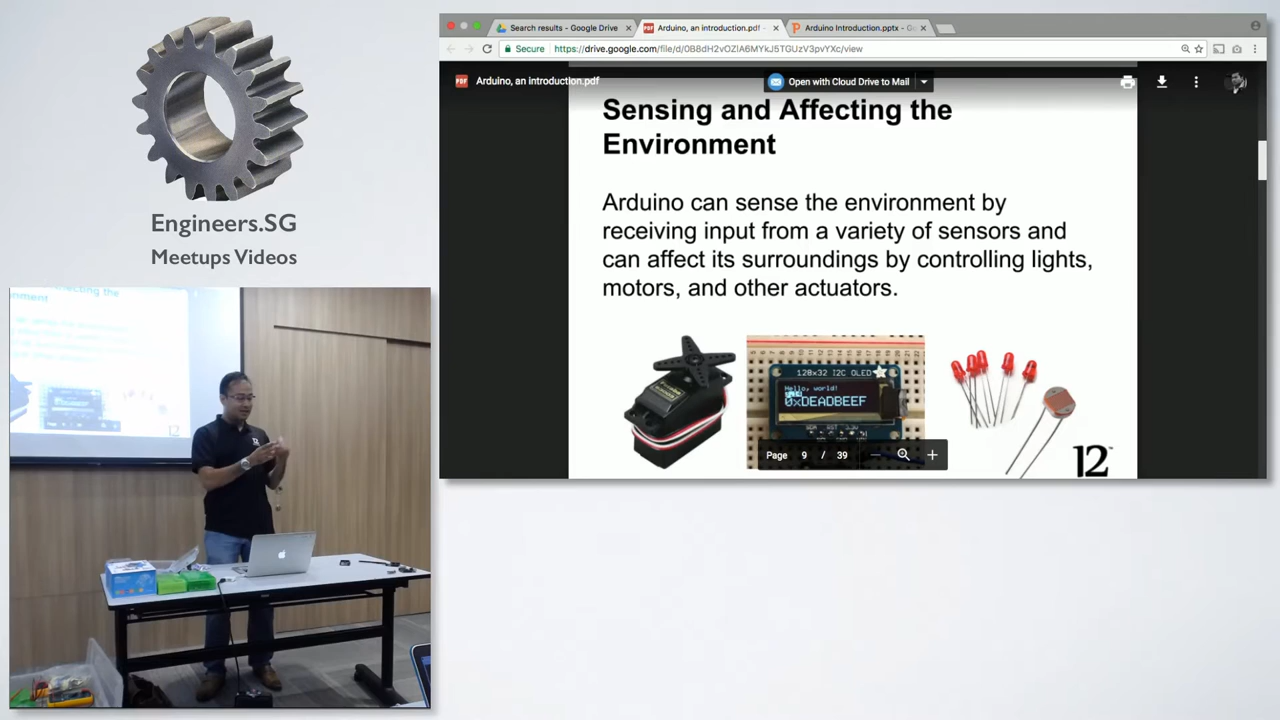 Engineers.SG
Meetups Videos
Search results - Google Drive
Arduino, an introduction.pdf -
Arduino Introduction.pptx - G
Secure
https://drive.google.com/file/d/0B8dH2vOZlA6MYkJ5TGUzV3pvYXc/view
PDF
Arduino, an introduction.pdf
Open with Cloud Drive to Mail
Sensing and Affecting the
Environment
Arduino can sense the environment by
receiving input from a variety of sensors and
can affect its surroundings by controlling lights,
motors, and other actuators.
128x32 I2C OLED
Hello, world!
0xDEADBEEF
Page 9 / 39
12